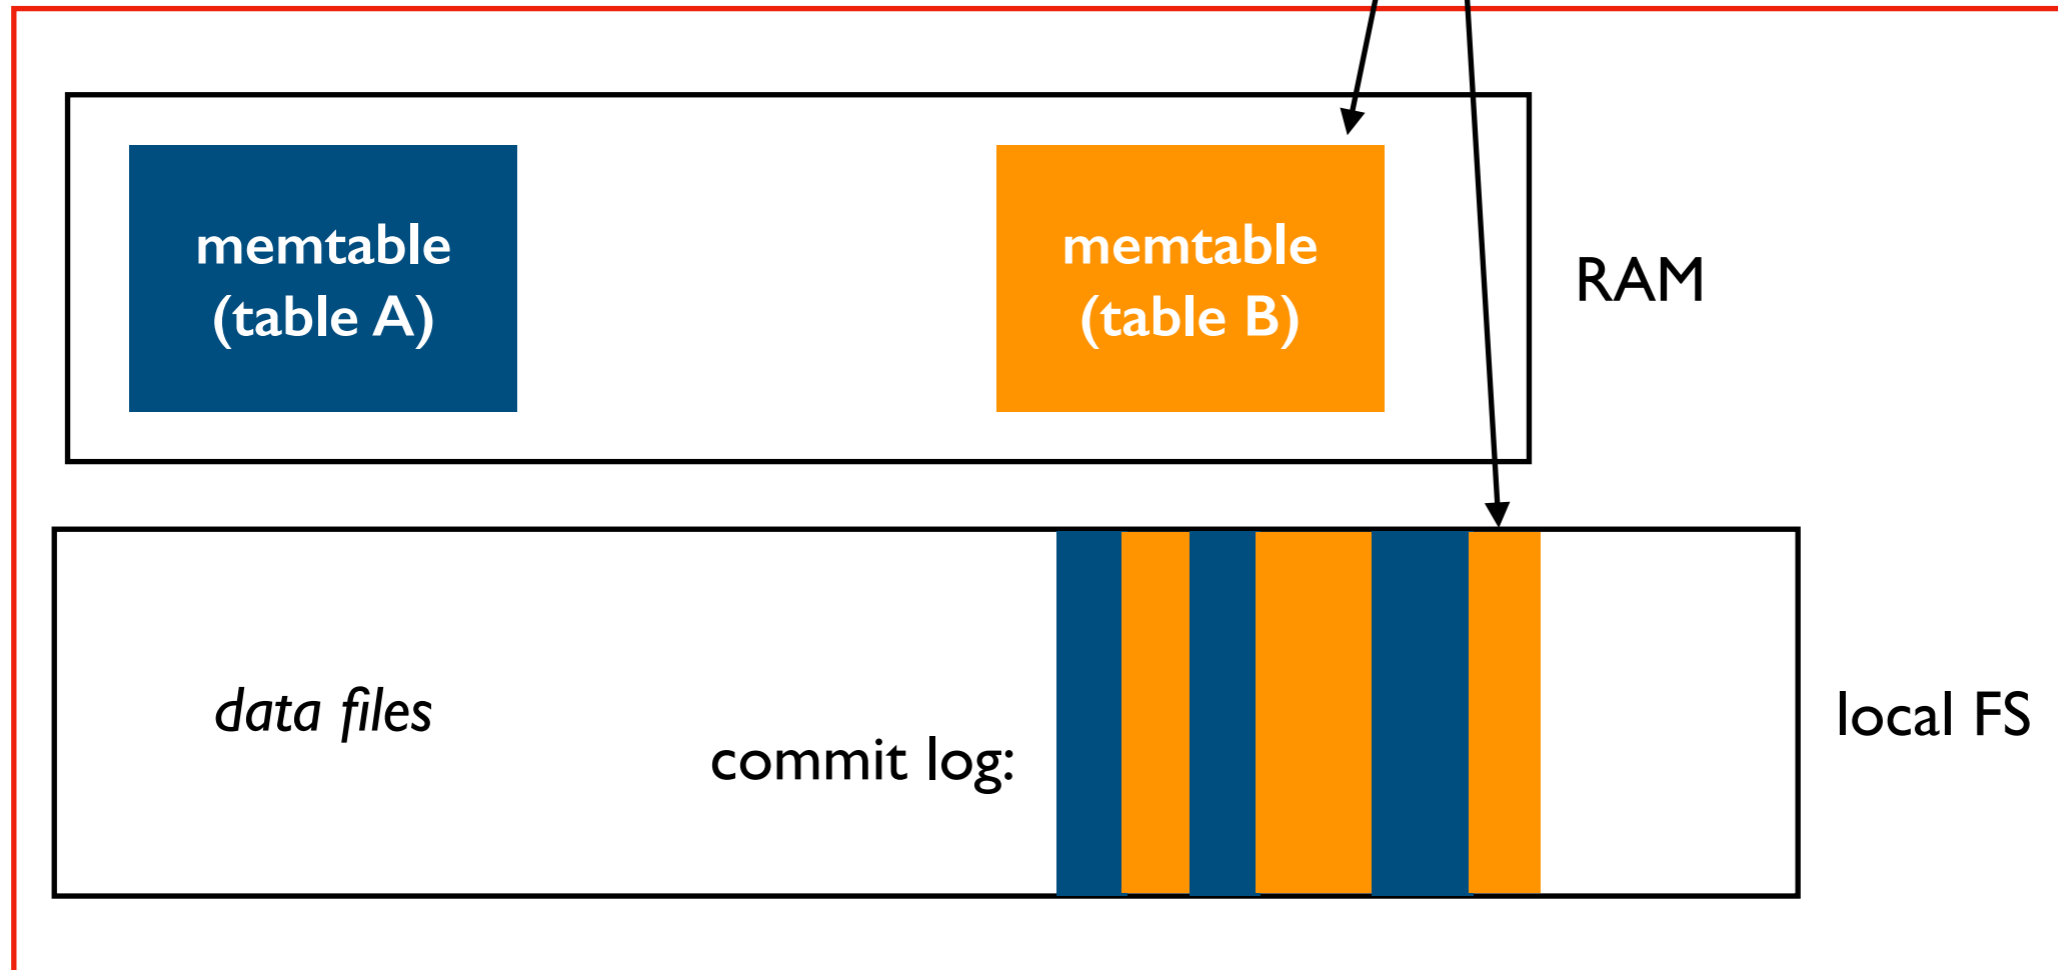 memtable
(table A)
memtable
(table B)
RAM
data files
commit log:
local FS